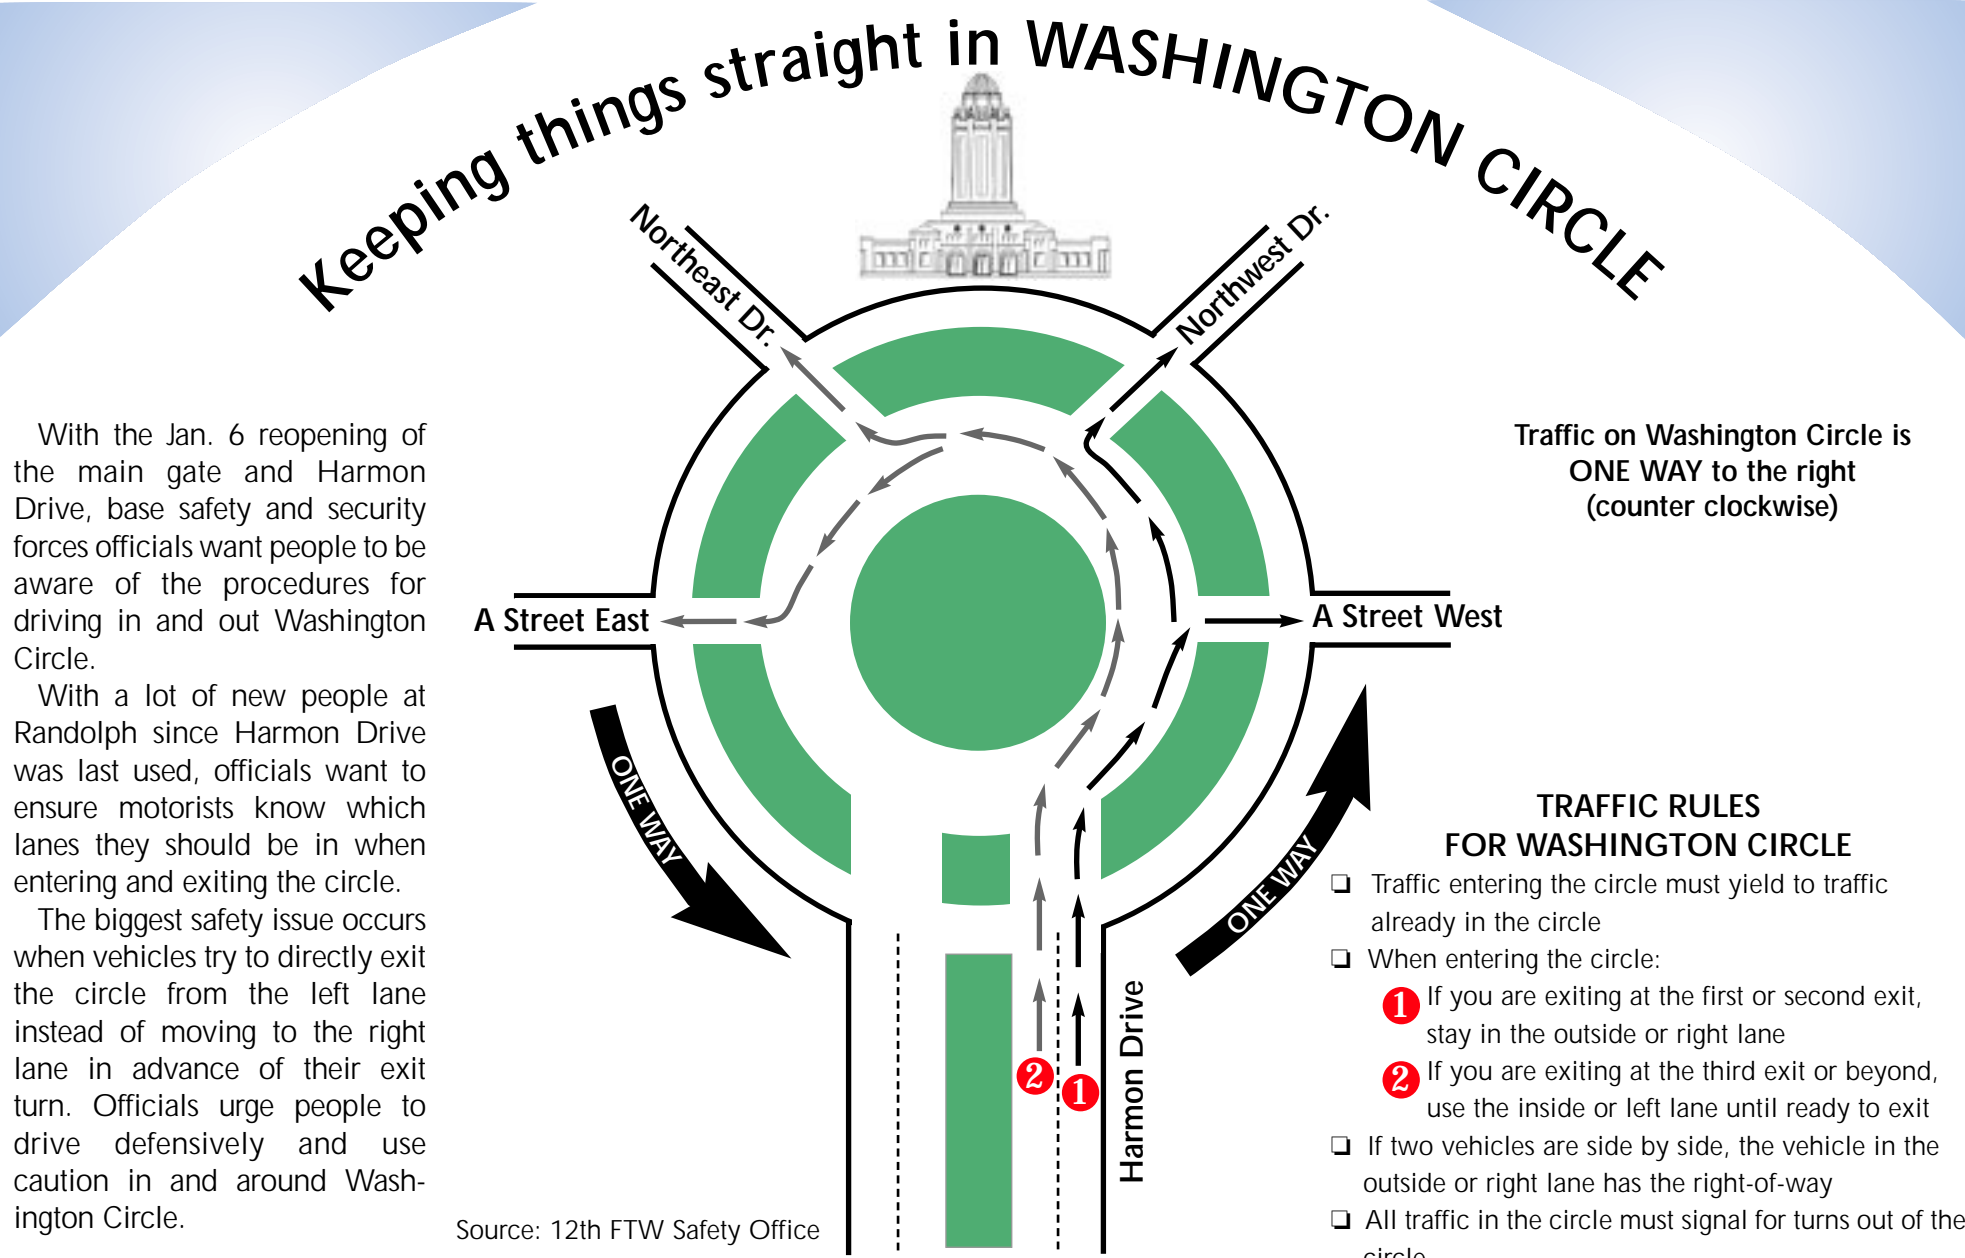 Keeping things straight in WASHINGTON CIRCLE
Northeast Dr.
Northwest Dr.
With the Jan. 6 reopening of
the main gate and Harmon
Drive, base safety and security
forces officials want people to be
aware of the procedures for
driving in and out Washington
Circle.
With a lot of new people at
Randolph since Harmon Drive
was last used, officials want to
ensure motorists know which
lanes they should be in when
entering and exiting the circle.
The biggest safety issue occurs
when vehicles try to directly exit
the circle from the left lane
instead of moving to the right
lane in advance of their exit
turn. Officials urge people to
drive defensively and use
caution in and around Wash-
ington Circle.
A Street East
A Street West
ONE WAY
ONE WAY
2
1
Harmon Drive
Source: 12th FTW Safety Office
Traffic on Washington Circle is
ONE WAY to the right
(counter clockwise)
TRAFFIC RULES
FOR WASHINGTON CIRCLE
❏ Traffic entering the circle must yield to traffic
already in the circle
❏ When entering the circle:
1 If you are exiting at the first or second exit,
stay in the outside or right lane
2 If you are exiting at the third exit or beyond,
use the inside or left lane until ready to exit
❏ If two vehicles are side by side, the vehicle in the
outside or right lane has the right-of-way
❏ All traffic in the circle must signal for turns out of the
circle